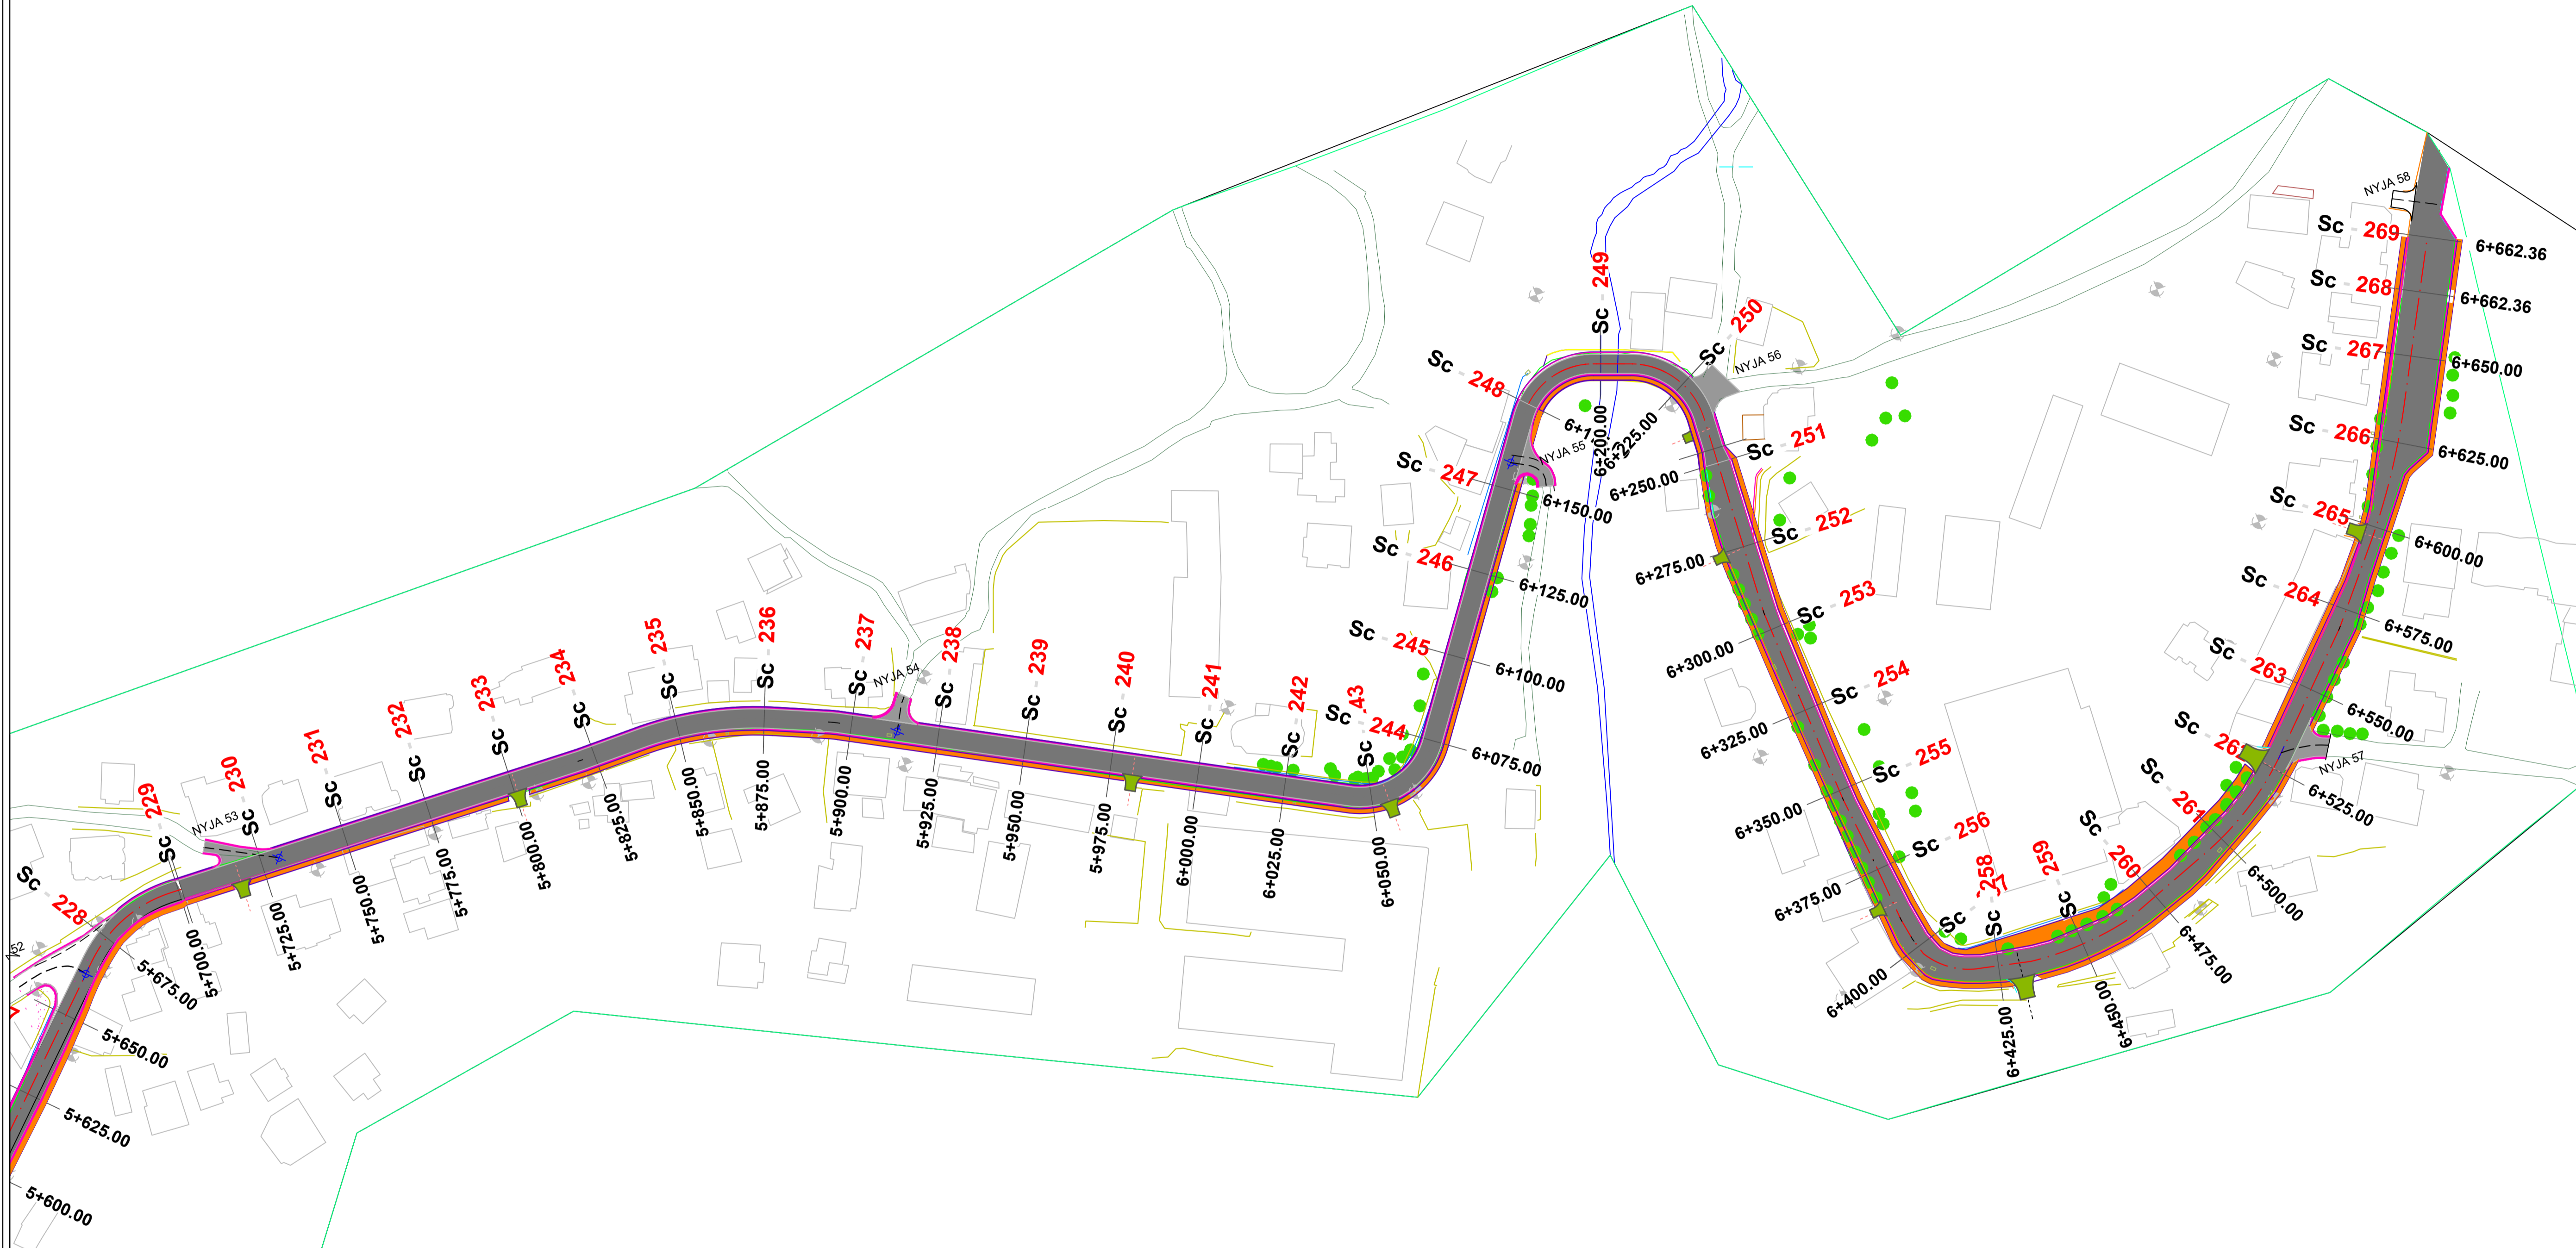 Sc - 228
Sc - 229
Sc - 230
Sc - 231
Sc - 232
Sc - 233
Sc - 234
Sc - 235
Sc - 236
Sc - 237
Sc - 238
Sc - 239
Sc - 240
Sc - 241
Sc - 242
Sc
Sc - 244
Sc - 245
Sc - 246
Sc - 247
Sc - 248
Sc - 249
Sc - 250
Sc - 251
Sc - 252
Sc - 253
Sc - 254
Sc - 255
Sc - 256
Sc
Sc - 258
Sc - 259
Sc - 260
Sc - 261
Sc
Sc - 263
Sc - 264
Sc - 265
Sc - 266
Sc - 267
Sc - 268
Sc - 269
NYJA 53
NYJA 54
NYJA 55
NYJA 56
NYJA 57
NYJA 58
5+600.00
5+625.00
5+650.00
5+675.00
5+700.00
5+725.00
5+750.00
5+775.00
5+800.00
5+825.00
5+850.00
5+875.00
5+900.00
5+925.00
5+950.00
5+975.00
6+000.00
6+025.00
6+050.00
6+075.00
6+100.00
6+125.00
6+150.00
6+200.00
6+225.00
6+250.00
6+275.00
6+300.00
6+325.00
6+350.00
6+375.00
6+400.00
6+425.00
6+450.00
6+475.00
6+500.00
6+525.00
6+550.00
6+575.00
6+600.00
6+625.00
6+650.00
6+662.36
6+662.36